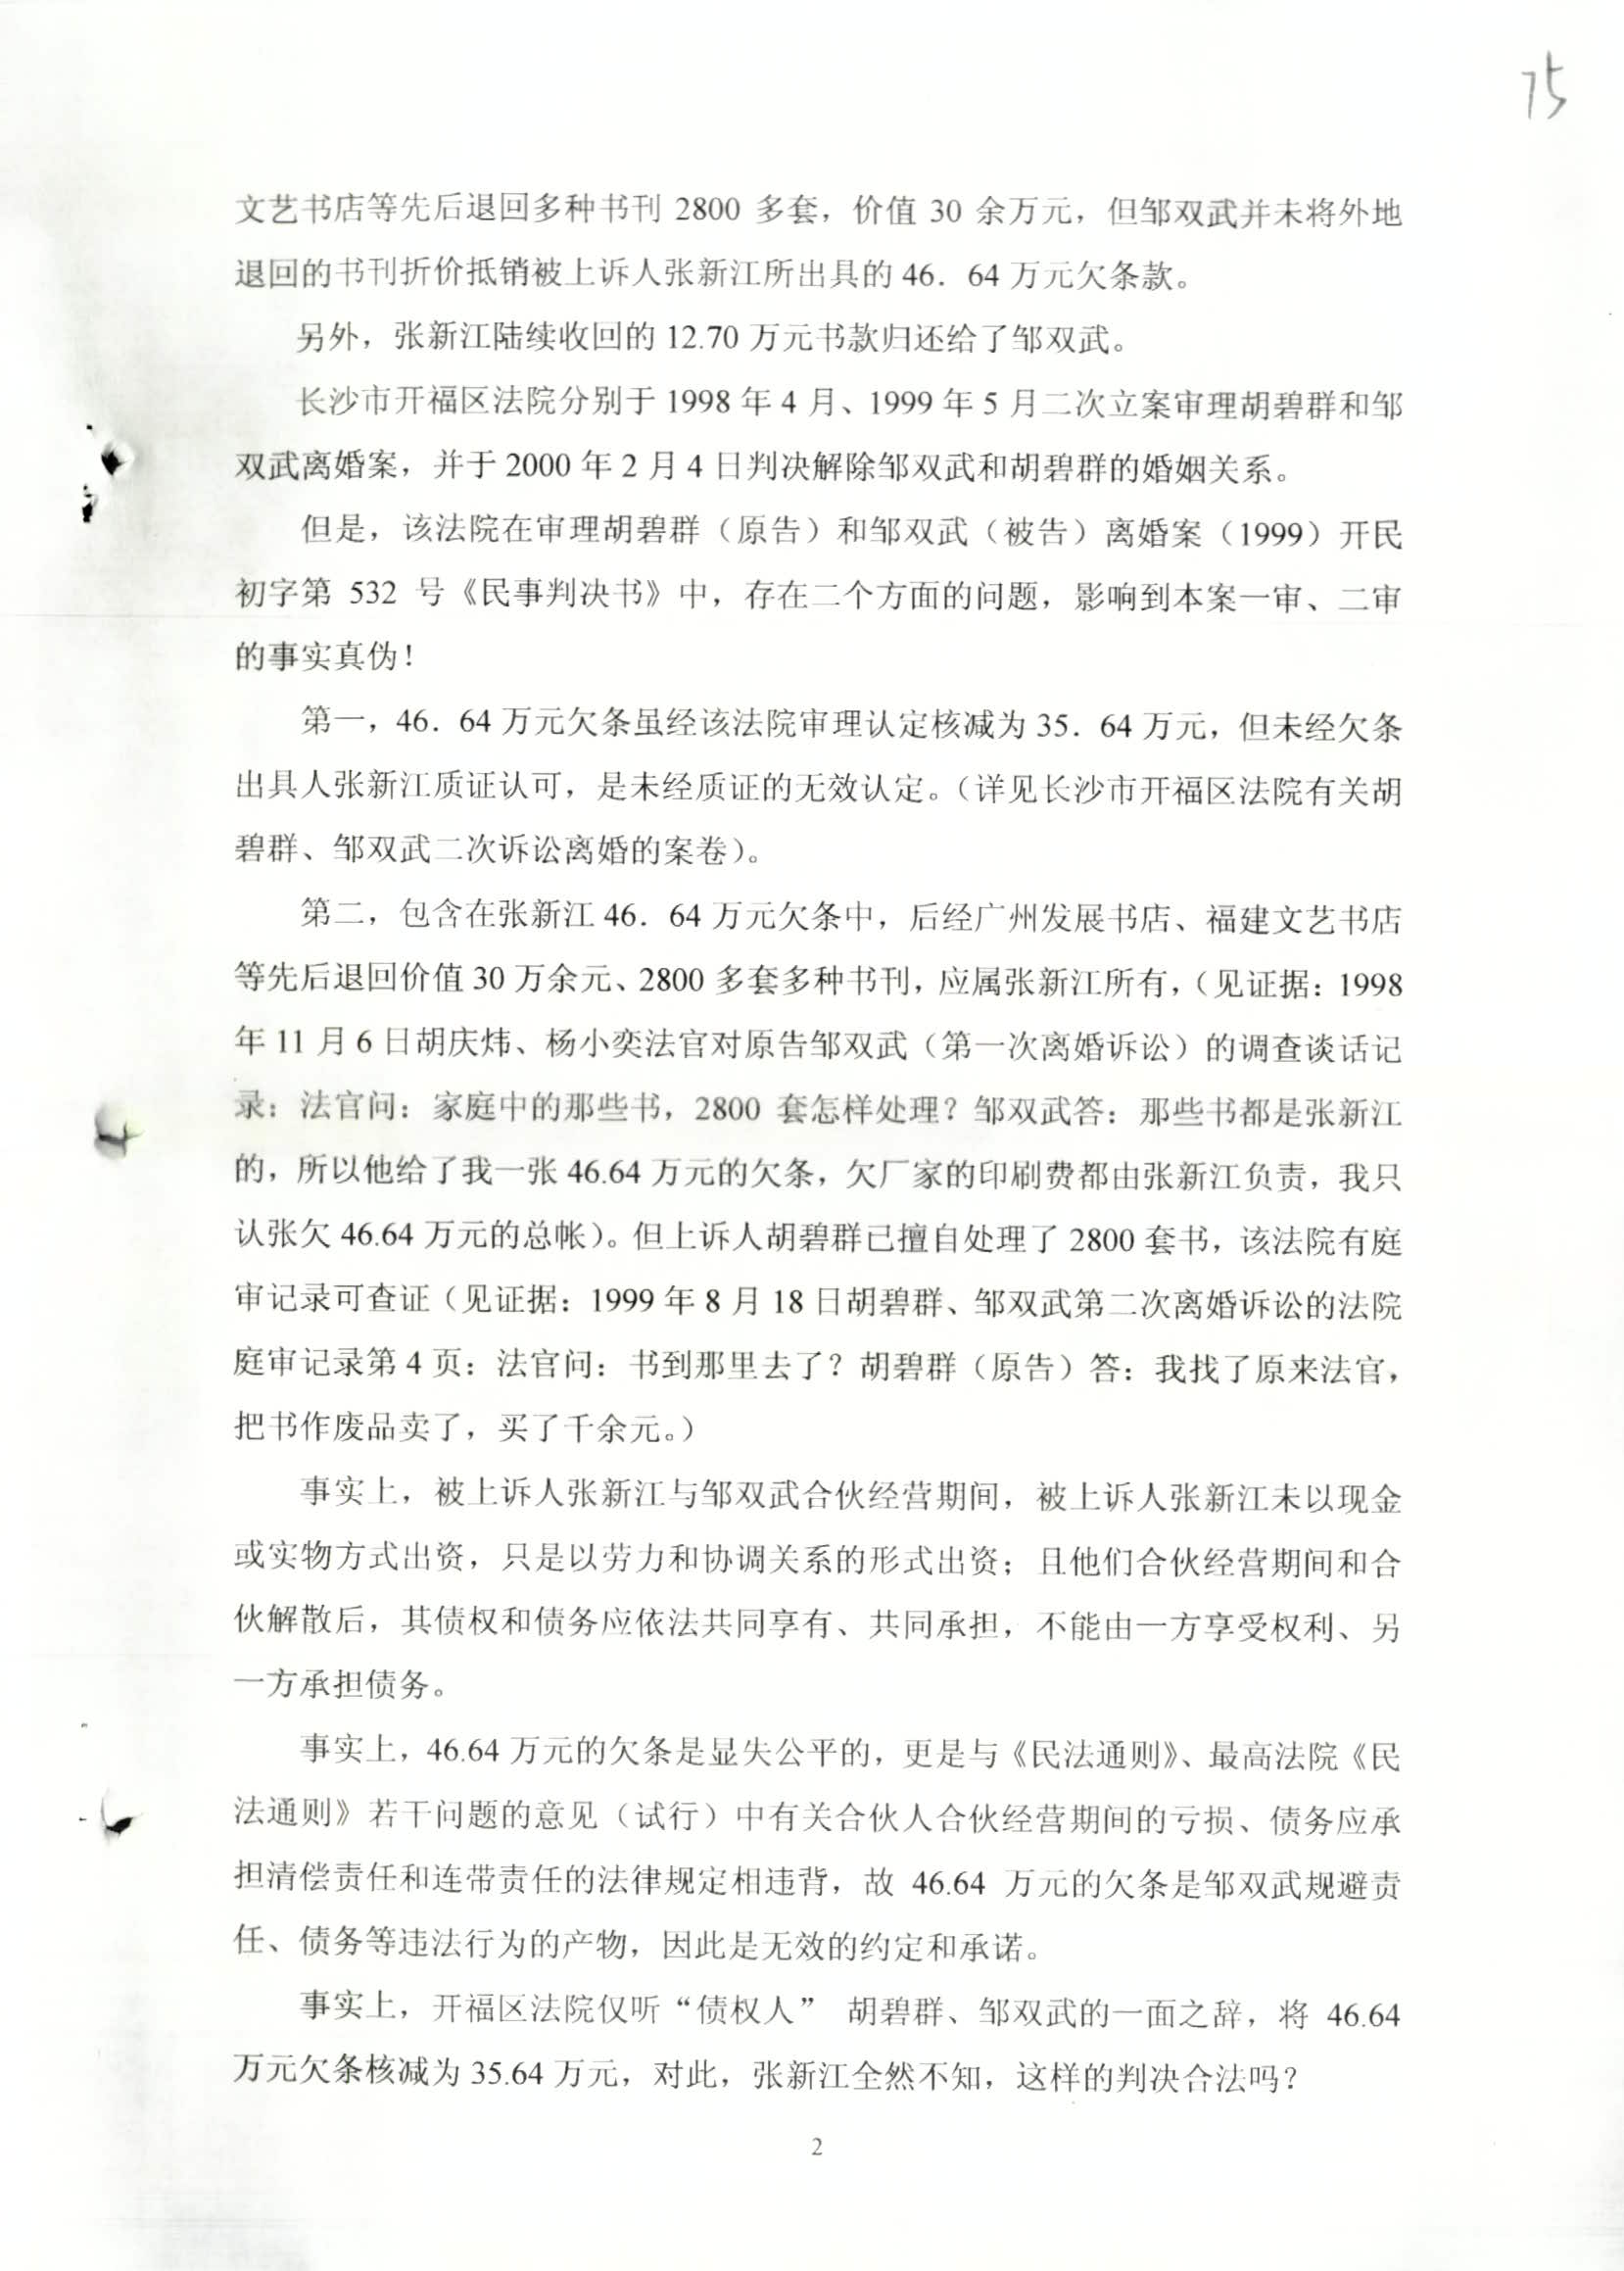 75
文艺书店等先后退回多种书刊 2800 多套，价值 30 余万元，但邹双武并未将外地
退回的书刊折价抵销被上诉人张新江所出具的 46．64 万元欠条款。
另外，张新江陆续收回的 12.70 万元书款归还给了邹双武。
长沙市开福区法院分别于 1998 年 4 月、1999 年 5 月二次立案审理胡碧群和邹
双武离婚案，并于 2000 年 2 月 4 日判决解除邹双武和胡碧群的婚姻关系。
但是，该法院在审理胡碧群（原告）和邹双武（被告）离婚案（1999）开民
初字第 532 号《民事判决书》中，存在二个方面的问题，影响到本案一审、二审
的事实真伪！
第一，46．64 万元欠条虽经该法院审理认定核减为 35．64 万元，但未经欠条
出具人张新江质证认可，是未经质证的无效认定。（详见长沙市开福区法院有关胡
碧群、邹双武二次诉讼离婚的案卷）。
第二，包含在张新江 46．64 万元欠条中，后经广州发展书店、福建文艺书店
等先后退回价值 30 万余元、2800 多套多种书刊，应属张新江所有，（见证据：1998
年 11 月 6 日胡庆炜、杨小奕法官对原告邹双武（第一次离婚诉讼）的调查谈话记
录：法官问：家庭中的那些书，2800 套怎样处理？邹双武答：那些书都是张新江
的，所以他给了我一张 46.64 万元的欠条，欠厂家的印刷费都由张新江负责，我只
认张欠 46.64 万元的总帐）。但上诉人胡碧群已擅自处理了 2800 套书，该法院有庭
审记录可查证（见证据：1999 年 8 月 18 日胡碧群、邹双武第二次离婚诉讼的法院
庭审记录第 4 页：法官问：书到那里去了？胡碧群（原告）答：我找了原来法官，
把书作废品卖了，买了千余元。）
事实上，被上诉人张新江与邹双武合伙经营期间，被上诉人张新江未以现金
或实物方式出资，只是以劳力和协调关系的形式出资；且他们合伙经营期间和合
伙解散后，其债权和债务应依法共同享有、共同承担，不能由一方享受权利、另
一方承担债务。
事实上，46.64 万元的欠条是显失公平的，更是与《民法通则》、最高法院《民
法通则》若干问题的意见（试行）中有关合伙人合伙经营期间的亏损、债务应承
担清偿责任和连带责任的法律规定相违背，故 46.64 万元的欠条是邹双武规避责
任、债务等违法行为的产物，因此是无效的约定和承诺。
事实上，开福区法院仅听“债权人” 胡碧群、邹双武的一面之辞，将 46.64
万元欠条核减为 35.64 万元，对此，张新江全然不知，这样的判决合法吗？
2